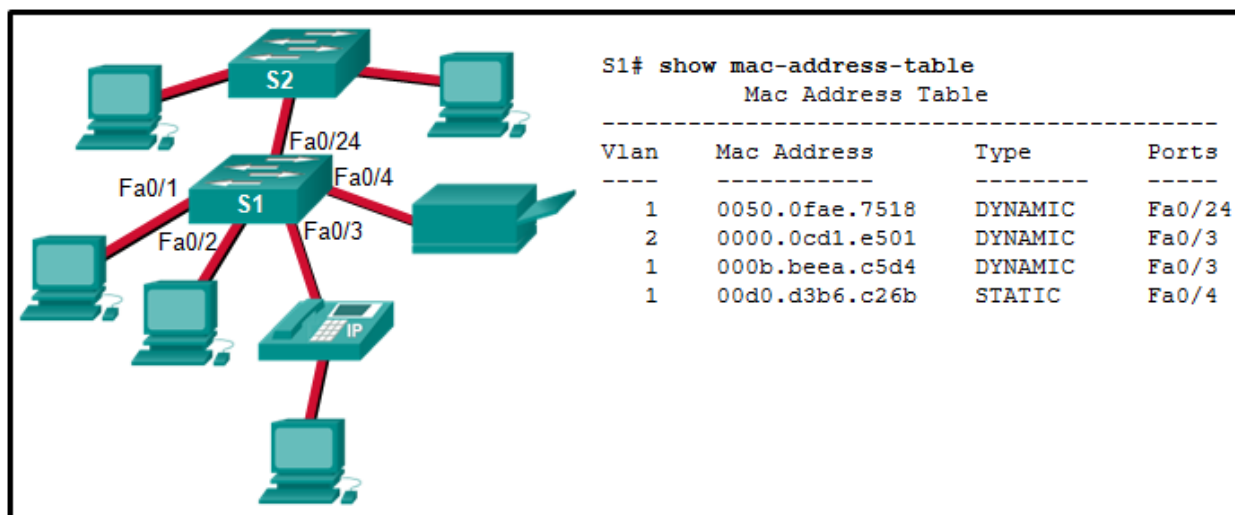 S2
Fa0/24
Fa0/1
Fa0/4
S1
Fa0/2
Fa0/3
IP
S1# show mac-address-table
Mac Address Table
-------------------------------------------
Vlan Mac Address Type Ports
---- ----------- -------- -----
1 0050.0fae.7518 DYNAMIC Fa0/24
2 0000.0cd1.e501 DYNAMIC Fa0/3
1 000b.beea.c5d4 DYNAMIC Fa0/3
1 00d0.d3b6.c26b STATIC Fa0/4